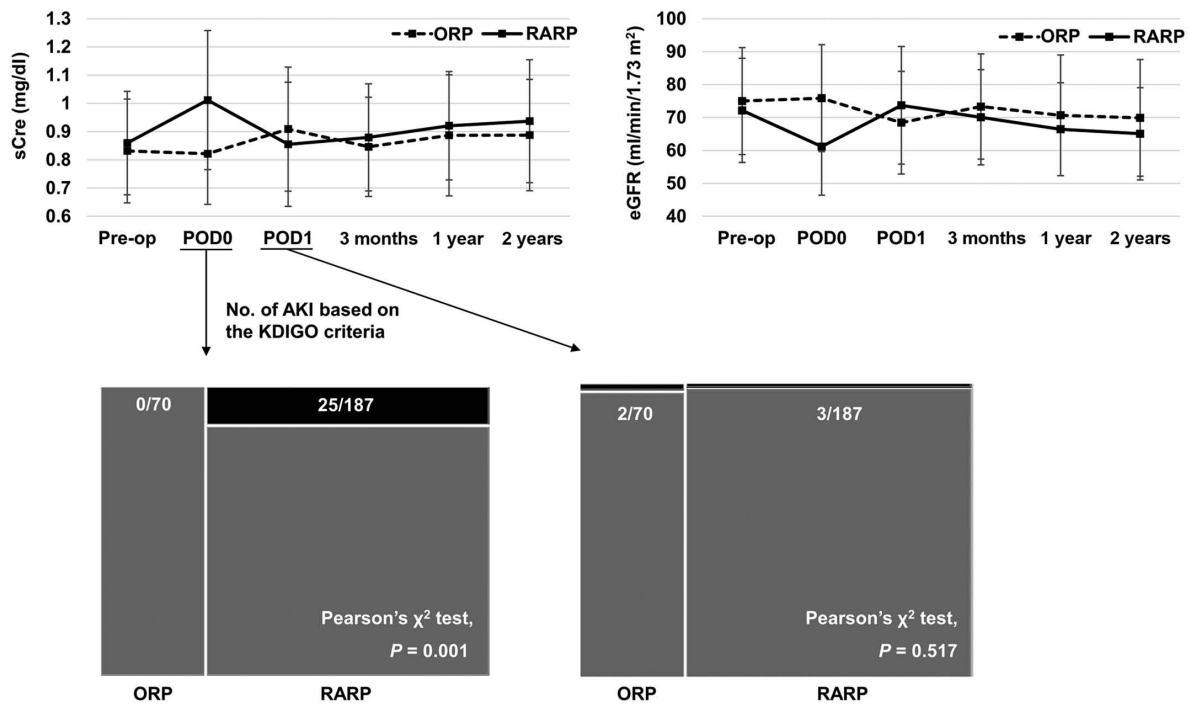 1.3
1.2
1.1
1
0.9
0.8
0.7
0.6
sCre (mg/dl)
ORP RARP
Pre-op POD0 POD1 3 months 1 year 2 years
100
90
80
70
60
50
40
eGFR (ml/min/1.73 m²)
ORP RARP
Pre-op POD0 POD1 3 months 1 year 2 years
No. of AKI based on
the KDIGO criteria
0/70 25/187
Pearson's χ² test,
P = 0.001
ORP RARP
2/70 3/187
Pearson's χ² test,
P = 0.517
ORP RARP